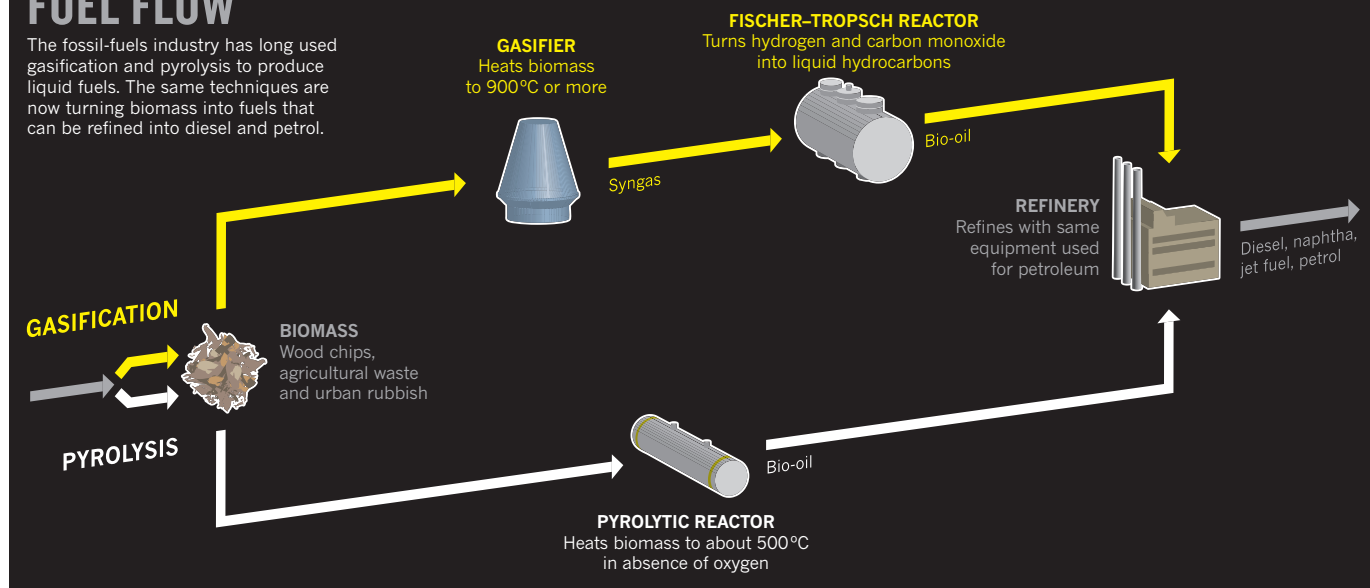 FUEL FLOW
The fossil-fuels industry has long used
gasification and pyrolysis to produce
liquid fuels. The same techniques are
now turning biomass into fuels that
can be refined into diesel and petrol.
GASIFIER
Heats biomass
to 900°C or more
FISCHER–TROPSCH REACTOR
Turns hydrogen and carbon monoxide
into liquid hydrocarbons
Syngas
Bio-oil
REFINERY
Refines with same
equipment used
for petroleum
Diesel, naphtha,
jet fuel, petrol
GASIFICATION
BIOMASS
Wood chips,
agricultural waste
and urban rubbish
PYROLYSIS
Bio-oil
PYROLYTIC REACTOR
Heats biomass to about 500°C
in absence of oxygen